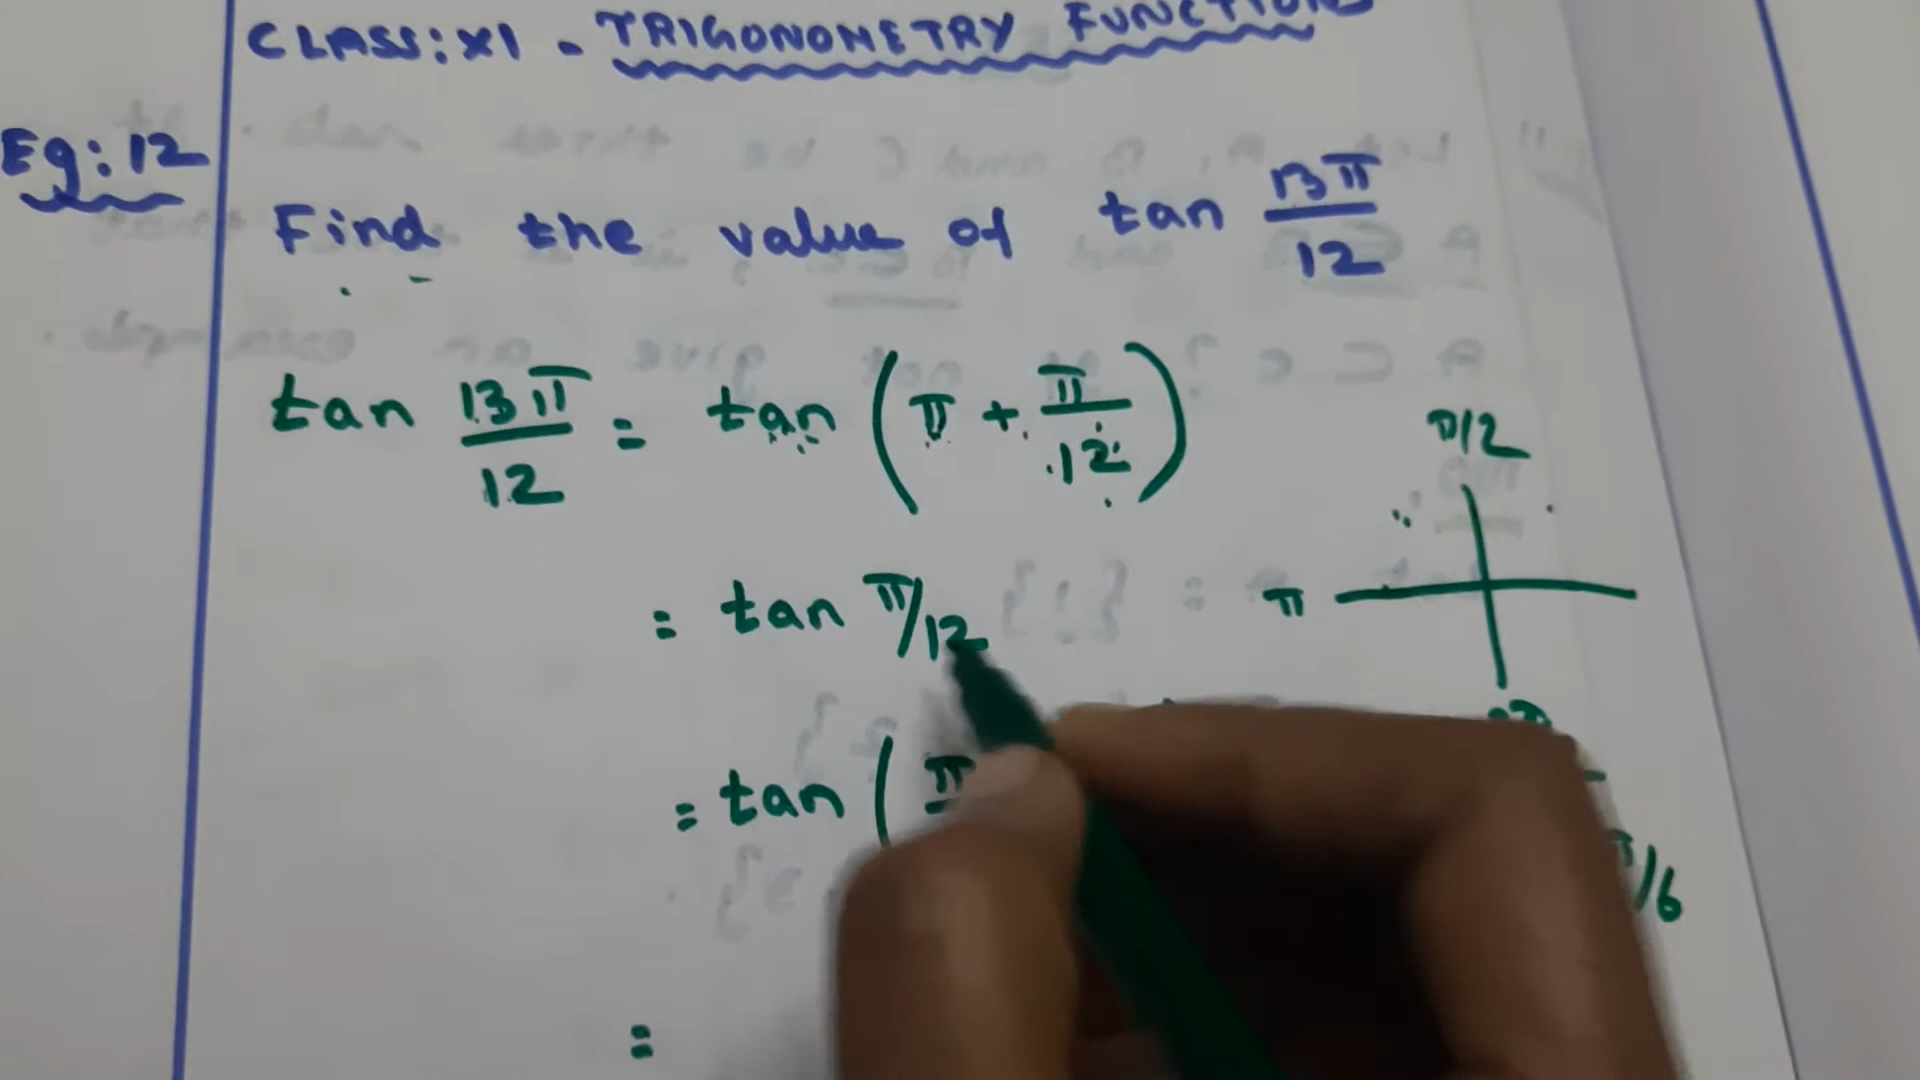 CLASS: XI - TRIGONOMETRY FUNCTIONS
Eg: 12
Find the value of tan 13π/12
tan 13π/12 = tan (π + π/12)
π/2
= tan π/12
π
= tan (π
π/6
=